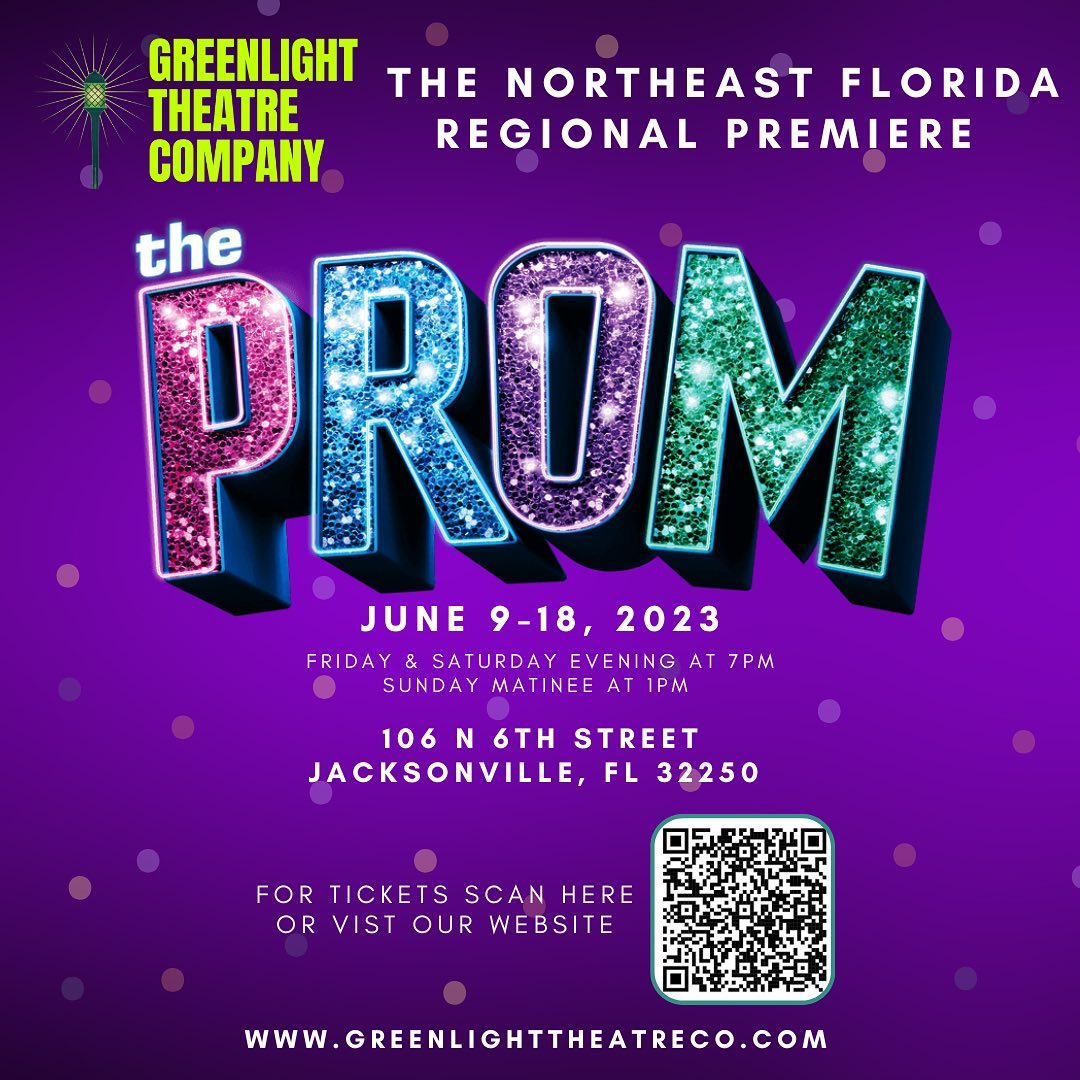 GREENLIGHT
THEATRE
COMPANY
THE NORTHEAST FLORIDA
REGIONAL PREMIERE
the
PROM
JUNE 9-18, 2023
FRIDAY & SATURDAY EVENING AT 7PM
SUNDAY MATINEE AT 1PM
106 N 6TH STREET
JACKSONVILLE, FL 32250
FOR TICKETS SCAN HERE
OR VIST OUR WEBSITE
WWW.GREENLIGHTTHEATRECO.COM